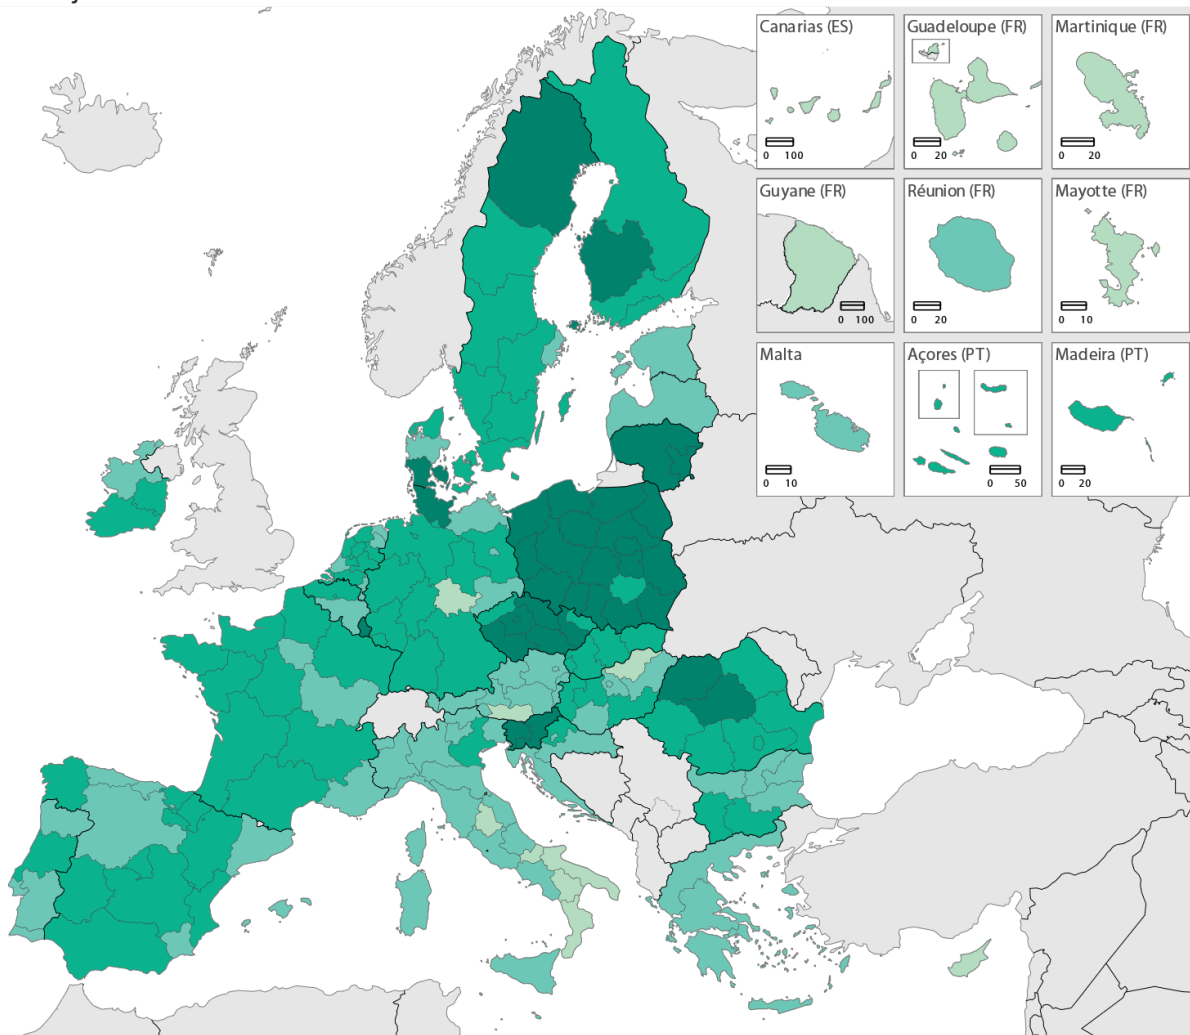 Canarias (ES)
0 100
Guadeloupe (FR)
0 20
Martinique (FR)
0 20
Guyane (FR)
0 100
Réunion (FR)
0 20
Mayotte (FR)
0 10
Malta
0 10
Açores (PT)
0 50
Madeira (PT)
0 20